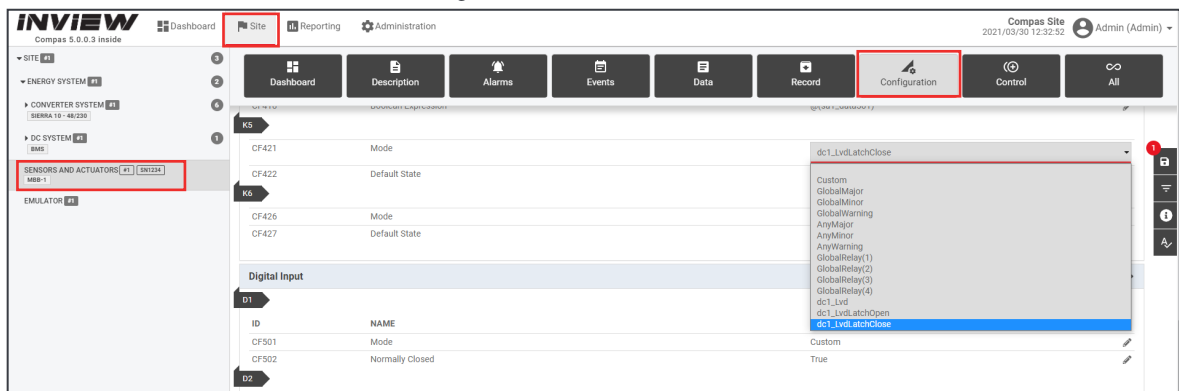 INVIEW
Compas 5.0.0.3 inside
Dashboard Site Reporting Administration
Compas Site
2021/03/30 12:32:52
Admin (Admin)
SITE #1 3
ENERGY SYSTEM #1 2
CONVERTER SYSTEM #1 6
SIERRA 10 - 48/230
DC SYSTEM #1 1
BMS
SENSORS AND ACTUATORS #1 SN1234
MBB-1
EMULATOR #1
Dashboard Description Alarms Events Data Record Configuration Control All
CF416 Boolean Expression
K5
CF421 Mode dc1_LvdLatchClose
CF422 Default State
K6
CF426 Mode
CF427 Default State
Custom
GlobalMajor
GlobalMinor
GlobalWarning
AnyMajor
AnyMinor
AnyWarning
GlobalRelay(1)
GlobalRelay(2)
GlobalRelay(3)
GlobalRelay(4)
dc1_Lvd
dc1_LvdLatchOpen
dc1_LvdLatchClose
1
Digital Input
D1
ID NAME
CF501 Mode Custom
CF502 Normally Closed True
D2